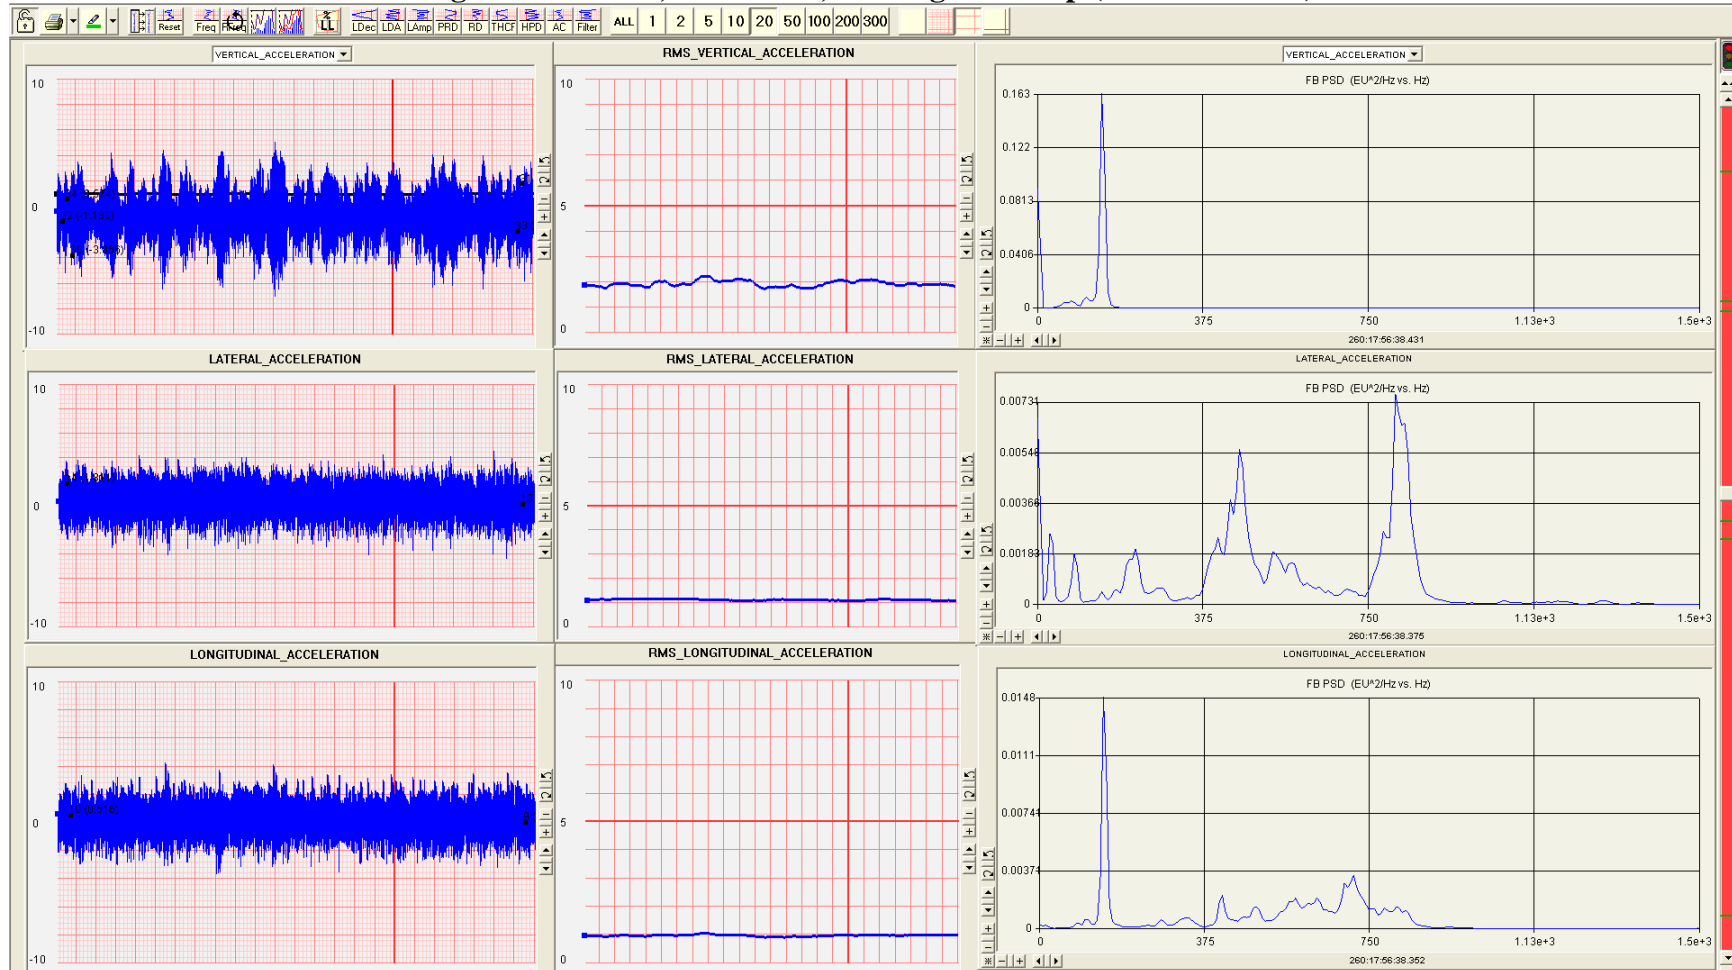 Reset Freq LL LDec LDA LAmp PRD RD THCF HPD AC Filter ALL 1 2 5 10 20 50 100 200 300
VERTICAL_ACCELERATION
10
0
-10
RMS_VERTICAL_ACCELERATION
10
5
0
VERTICAL_ACCELERATION
FB PSD (EU^2/Hz vs. Hz)
0.163
0.122
0.0813
0.0406
0
0 375 750 1.13e+3 1.5e+3
260:17:56:38.431
LATERAL_ACCELERATION
10
0
-10
RMS_LATERAL_ACCELERATION
10
5
0
LATERAL_ACCELERATION
FB PSD (EU^2/Hz vs. Hz)
0.00731
0.00548
0.00366
0.00183
0
0 375 750 1.13e+3 1.5e+3
260:17:56:38.375
LONGITUDINAL_ACCELERATION
10
0
-10
RMS_LONGITUDINAL_ACCELERATION
10
5
0
LONGITUDINAL_ACCELERATION
FB PSD (EU^2/Hz vs. Hz)
0.0148
0.0111
0.00741
0.00371
0
0 375 750 1.13e+3 1.5e+3
260:17:56:38.352